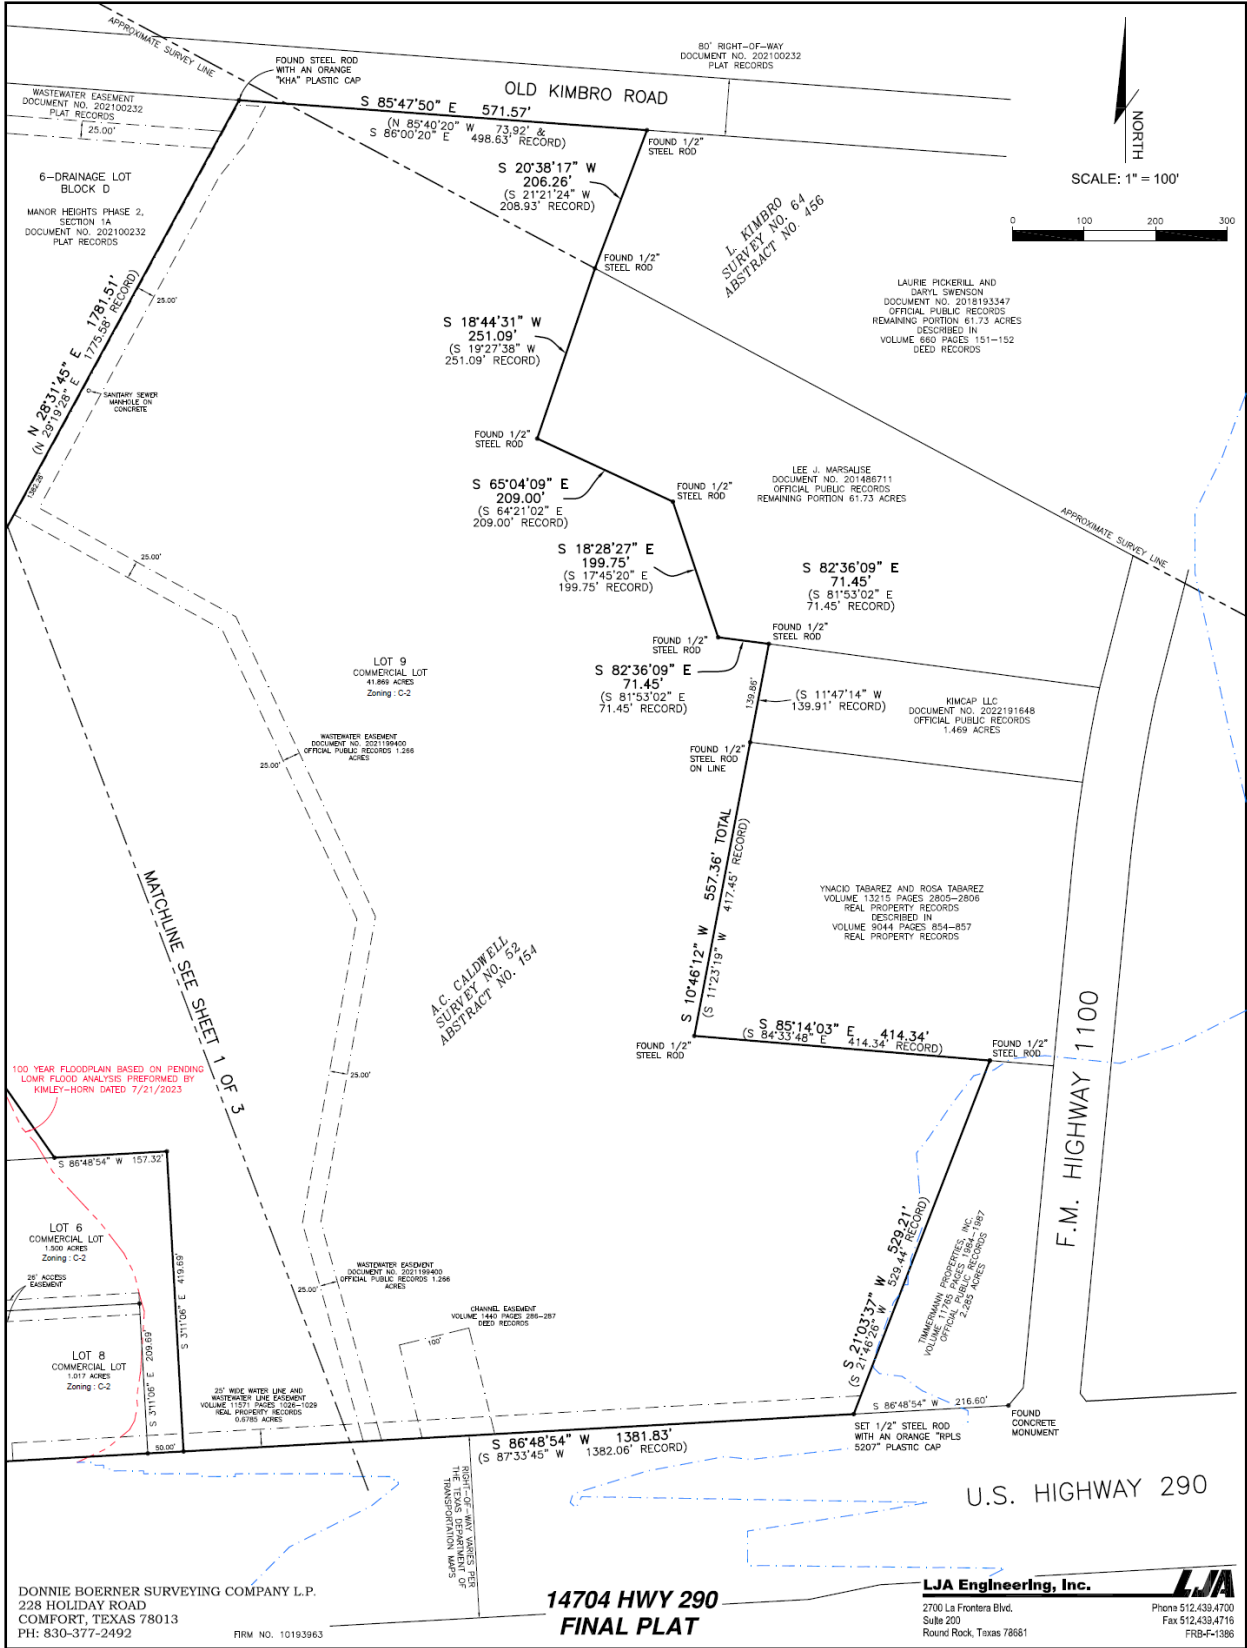 APPROXIMATE SURVEY LINE
FOUND STEEL ROD
WITH AN ORANGE
"KHA" PLASTIC CAP
80' RIGHT-OF-WAY
DOCUMENT NO. 202100232
PLAT RECORDS
OLD KIMBRO ROAD
WASTEWATER EASEMENT
DOCUMENT NO. 202100232
PLAT RECORDS
25.00'
S 85°47'50" E 571.57'
(N 85°40'20" W 73.92' &
S 86°00'20" E 498.63' RECORD)
FOUND 1/2"
STEEL ROD
NORTH
SCALE: 1" = 100'
0 100 200 300
6-DRAINAGE LOT
BLOCK D
MANOR HEIGHTS PHASE 2,
SECTION 1A
DOCUMENT NO. 202100232
PLAT RECORDS
S 20°38'17" W
206.26'
(S 21°21'24" W
208.93' RECORD)
L. KIMBRO
SURVEY NO. 64
ABSTRACT NO. 456
FOUND 1/2"
STEEL ROD
LAURIE PICKERILL AND
DARYL SWENSON
DOCUMENT NO. 2018193347
OFFICIAL PUBLIC RECORDS
REMAINING PORTION 61.73 ACRES
DESCRIBED IN
VOLUME 660 PAGES 151-152
DEED RECORDS
N 28°31'45" E 1781.51'
(N 29°19'28" E 1775.58' RECORD)
25.00'
S 18°44'31" W
251.09'
(S 19°27'38" W
251.09' RECORD)
SANITARY SEWER
MANHOLE ON
CONCRETE
1382.26'
FOUND 1/2"
STEEL ROD
S 65°04'09" E
209.00'
(S 64°21'02" E
209.00' RECORD)
FOUND 1/2"
STEEL ROD
LEE J. MARSALISE
DOCUMENT NO. 201486711
OFFICIAL PUBLIC RECORDS
REMAINING PORTION 61.73 ACRES
APPROXIMATE SURVEY LINE
25.00'
S 18°28'27" E
199.75'
(S 17°45'20" E
199.75' RECORD)
S 82°36'09" E
71.45'
(S 81°53'02" E
71.45' RECORD)
FOUND 1/2"
STEEL ROD
FOUND 1/2"
STEEL ROD
LOT 9
COMMERCIAL LOT
41.869 ACRES
Zoning : C-2
S 82°36'09" E
71.45'
(S 81°53'02" E
71.45' RECORD)
139.86'
(S 11°47'14" W
139.91' RECORD)
KIMCAP LLC
DOCUMENT NO. 2022191648
OFFICIAL PUBLIC RECORDS
1.469 ACRES
WASTEWATER EASEMENT
DOCUMENT NO. 2021199400
OFFICIAL PUBLIC RECORDS 1.266
ACRES
25.00'
FOUND 1/2"
STEEL ROD
ON LINE
S 10°46'12" W 557.36' TOTAL
(S 11°23'19" W 417.45' RECORD)
YNACIO TABAREZ AND ROSA TABAREZ
VOLUME 13215 PAGES 2805-2806
REAL PROPERTY RECORDS
DESCRIBED IN
VOLUME 9044 PAGES 854-857
REAL PROPERTY RECORDS
MATCHLINE SEE SHEET 1 OF 3
A.C. CALDWELL
SURVEY NO. 52
ABSTRACT NO. 154
S 85°14'03" E 414.34'
(S 84°33'48" E 414.34' RECORD)
FOUND 1/2"
STEEL ROD
FOUND 1/2"
STEEL ROD
F.M. HIGHWAY 1100
100 YEAR FLOODPLAIN BASED ON PENDING
LOMR FLOOD ANALYSIS PREFORMED BY
KIMLEY-HORN DATED 7/21/2023
25.00'
S 86°48'54" W 157.32'
LOT 6
COMMERCIAL LOT
1.500 ACRES
Zoning : C-2
26' ACCESS
EASEMENT
S 3°11'06" E 419.69'
S 3°11'06" E 209.69'
LOT 8
COMMERCIAL LOT
1.017 ACRES
Zoning : C-2
WASTEWATER EASEMENT
DOCUMENT NO. 2021199400
OFFICIAL PUBLIC RECORDS 1.266
ACRES
25.00'
CHANNEL EASEMENT
VOLUME 1440 PAGES 286-287
DEED RECORDS
100'
S 21°03'37" W 529.21'
(S 21°46'26" W 529.44' RECORD)
TIMMERMANN PROPERTIES, INC.
VOLUME 11765 PAGES 1984-1987
OFFICIAL PUBLIC RECORDS
2.285 ACRES
25' WIDE WATER LINE AND
WASTEWATER LINE EASEMENT
VOLUME 11571 PAGES 1026-1029
REAL PROPERTY RECORDS
0.6785 ACRES
50.00'
S 86°48'54" W 1381.83'
(S 87°33'45" W 1382.06' RECORD)
S 86°48'54" W 216.60'
SET 1/2" STEEL ROD
WITH AN ORANGE "RPLS
5207" PLASTIC CAP
FOUND
CONCRETE
MONUMENT
RIGHT-OF-WAY VARIES PER
THE TEXAS DEPARTMENT OF
TRANSPORTATION MAPS
U.S. HIGHWAY 290
DONNIE BOERNER SURVEYING COMPANY L.P.
228 HOLIDAY ROAD
COMFORT, TEXAS 78013
PH: 830-377-2492
FIRM NO. 10193963
14704 HWY 290
FINAL PLAT
LJA Engineering, Inc.
2700 La Frontera Blvd.
Suite 200
Round Rock, Texas 78681
LJA
Phone 512.439.4700
Fax 512.439.4716
FRB-F-1386